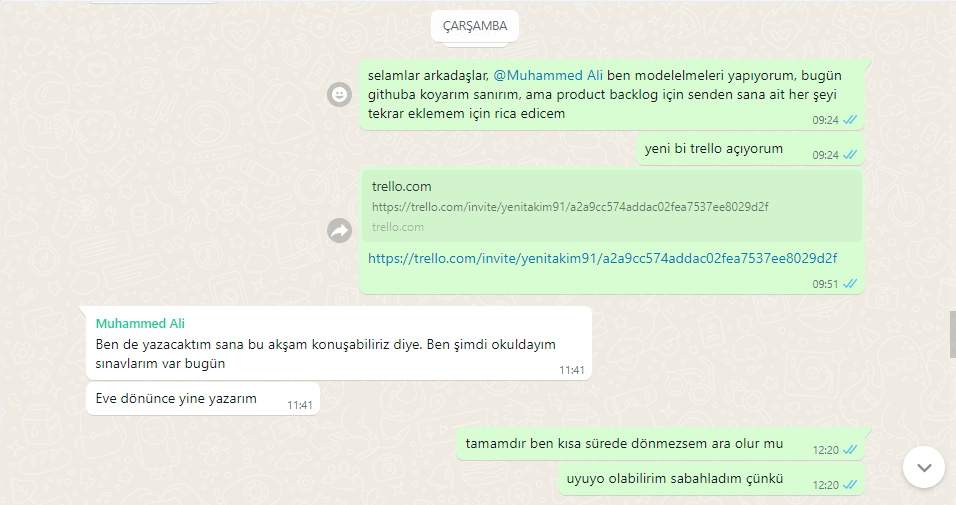 ÇARŞAMBA
selamlar arkadaşlar, @Muhammed Ali ben modelelmeleri yapıyorum, bugün
githuba koyarım sanırım, ama product backlog için senden sana ait her şeyi
tekrar eklemem için rica edicem
09:24
yeni bi trello açıyorum
09:24
trello.com
https://trello.com/invite/yenitakim91/a2a9cc574addac02fea7537ee8029d2f
trello.com
https://trello.com/invite/yenitakim91/a2a9cc574addac02fea7537ee8029d2f
09:51
Muhammed Ali
Ben de yazacaktım sana bu akşam konuşabiliriz diye. Ben şimdi okuldayım
sınavlarım var bugün
11:41
Eve dönünce yine yazarım
11:41
tamamdır ben kısa sürede dönmezsem ara olur mu
12:20
uyuyo olabilirim sabahladım çünkü
12:20